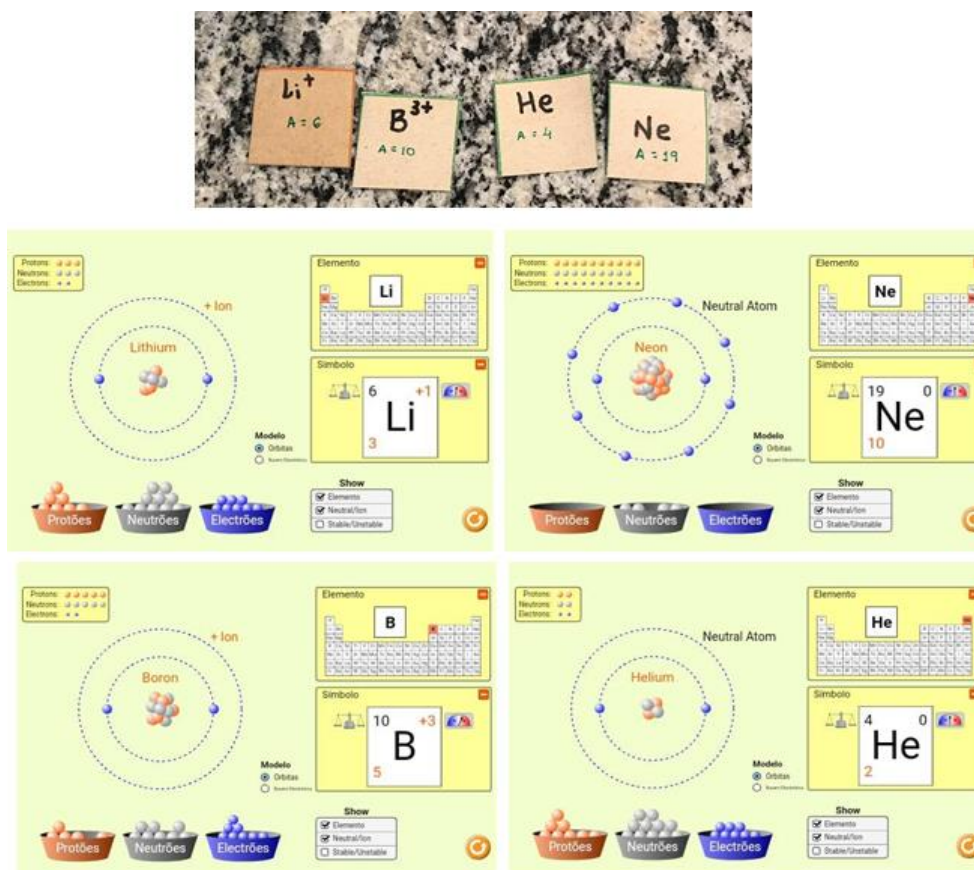 Li⁺
A = 6
B³⁺
A = 10
He
A = 4
Ne
A = 19
Protons:
Neutrons:
Electrons:
+ Ion
Lithium
Elemento
Li
Símbolo
6 +1
Li
3
Modelo
Órbitas
Show
Elemento
Neutral/Ion
Stable/Unstable
Protões
Neutrões
Electrões
Protons:
Neutrons:
Electrons:
Neutral Atom
Neon
Elemento
Ne
Símbolo
19 0
Ne
10
Modelo
Órbitas
Show
Elemento
Neutral/Ion
Stable/Unstable
Protões
Neutrões
Electrões
Protons:
Neutrons:
Electrons:
+ Ion
Boron
Elemento
B
Símbolo
10 +3
B
5
Modelo
Órbitas
Show
Elemento
Neutral/Ion
Stable/Unstable
Protões
Neutrões
Electrões
Protons:
Neutrons:
Electrons:
Neutral Atom
Helium
Elemento
He
Símbolo
4 0
He
2
Modelo
Órbitas
Show
Elemento
Neutral/Ion
Stable/Unstable
Protões
Neutrões
Electrões